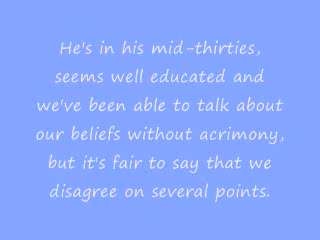 He's in his mid-thirties,
seems well educated and
we've been able to talk about
our beliefs without acrimony,
but it's fair to say that we
disagree on several points.